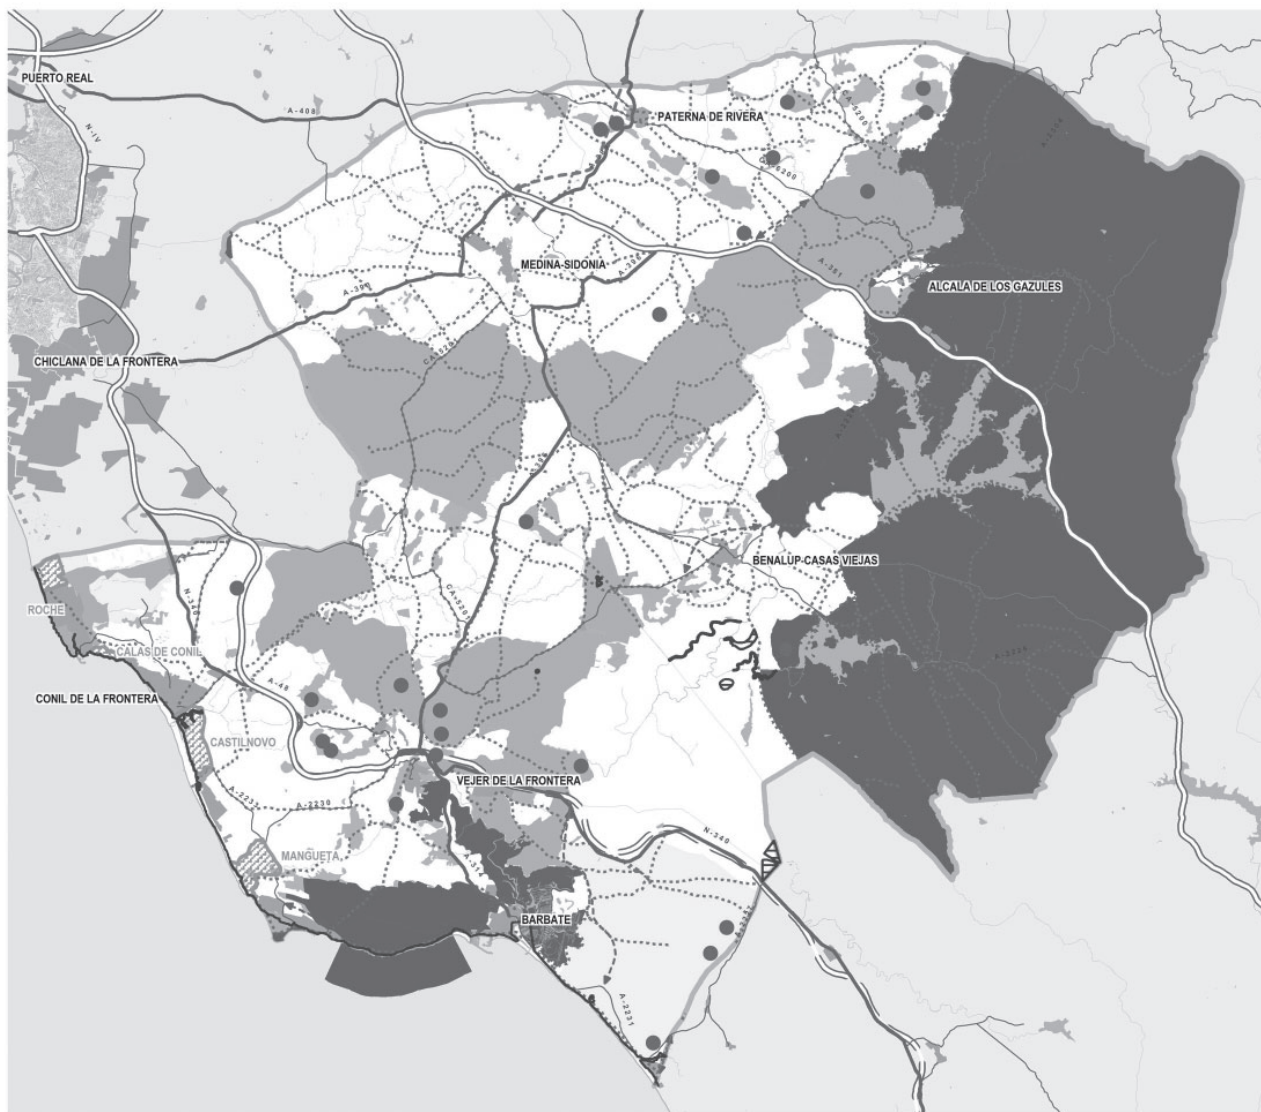 PUERTO REAL
A-408
N-IV
PATERNA DE RIVERA
MEDINA-SIDONIA
A-390
A-381
ALCALA DE LOS GAZULES
CHICLANA DE LA FRONTERA
BENALUP-CASAS VIEJAS
ROCHE
N-340
CALAS DE CONIL
CONIL DE LA FRONTERA
A-48
CASTILNOVO
VEJER DE LA FRONTERA
A-2233
A-2230
N-340
MANGUETA
A-314
BARBATE
A-2231